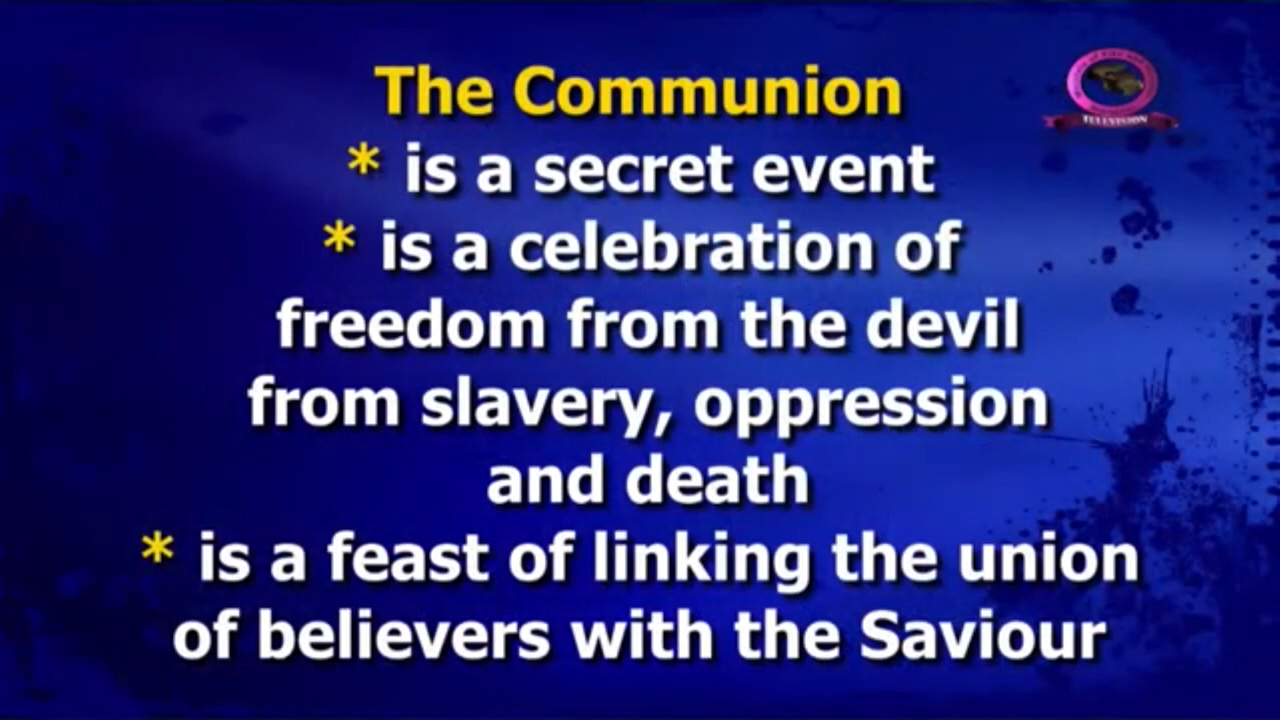 The Communion
* is a secret event
* is a celebration of
freedom from the devil
from slavery, oppression
and death
* is a feast of linking the union
of believers with the Saviour
TELEVISION